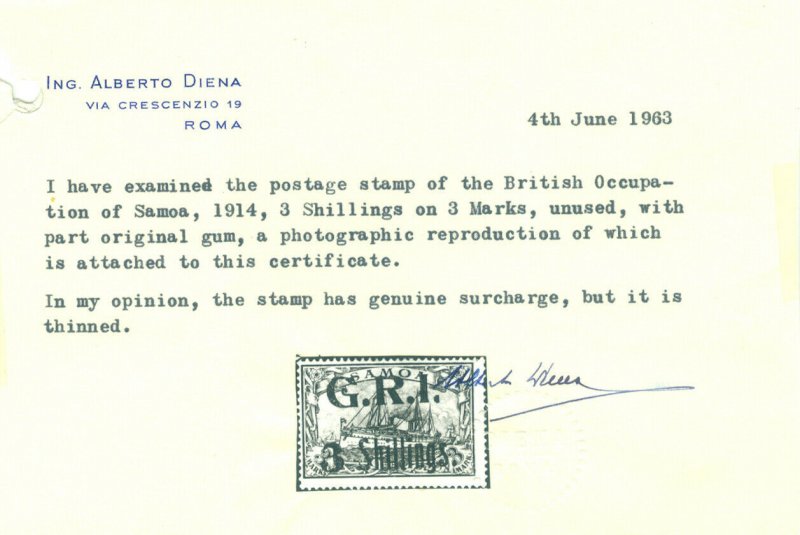 ING. ALBERTO DIENA
VIA CRESCENZIO 19
ROMA
4th June 1963
I have examined the postage stamp of the British Occupa-
tion of Samoa, 1914, 3 Shillings on 3 Marks, unused, with
part original gum, a photographic reproduction of which
is attached to this certificate.
In my opinion, the stamp has genuine surcharge, but it is
thinned.
SAMOA
G.R.I.
3 Shillings
Alberto Diena